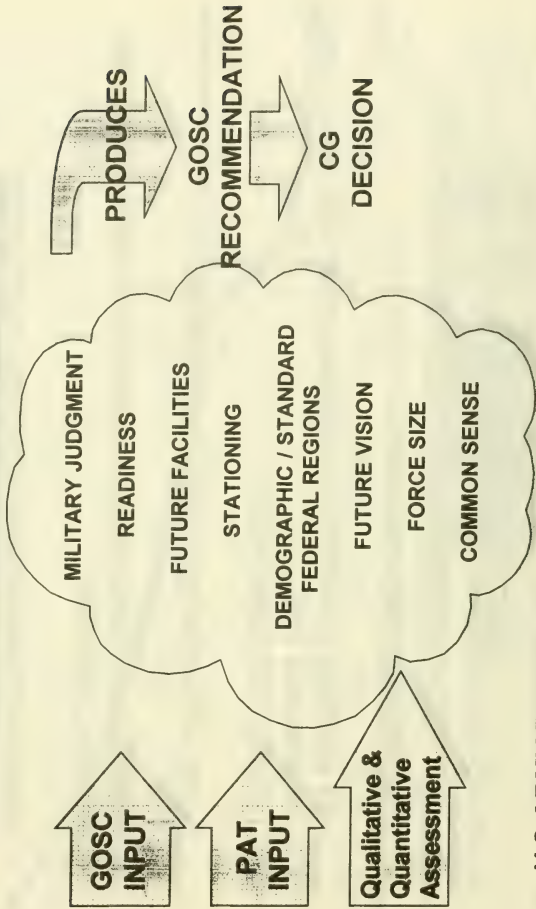 GOSC
INPUT
PAT
INPUT
Qualitative &
Quantitative
Assessment
MILITARY JUDGMENT
READINESS
FUTURE FACILITIES
STATIONING
DEMOGRAPHIC / STANDARD
FEDERAL REGIONS
FUTURE VISION
FORCE SIZE
COMMON SENSE
PRODUCES
GOSC
RECOMMENDATION
CG
DECISION